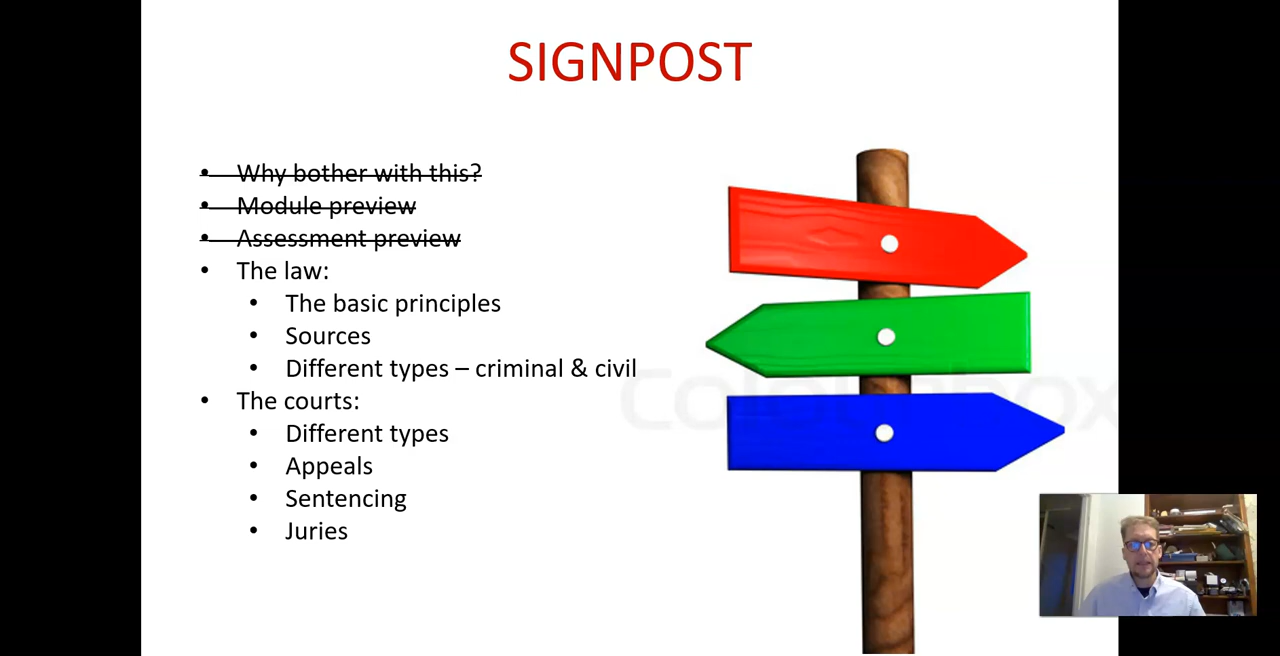 SIGNPOST
• Why bother with this?
• Module preview
• Assessment preview
• The law:
• The basic principles
• Sources
• Different types – criminal & civil
• The courts:
• Different types
• Appeals
• Sentencing
• Juries
colourbox